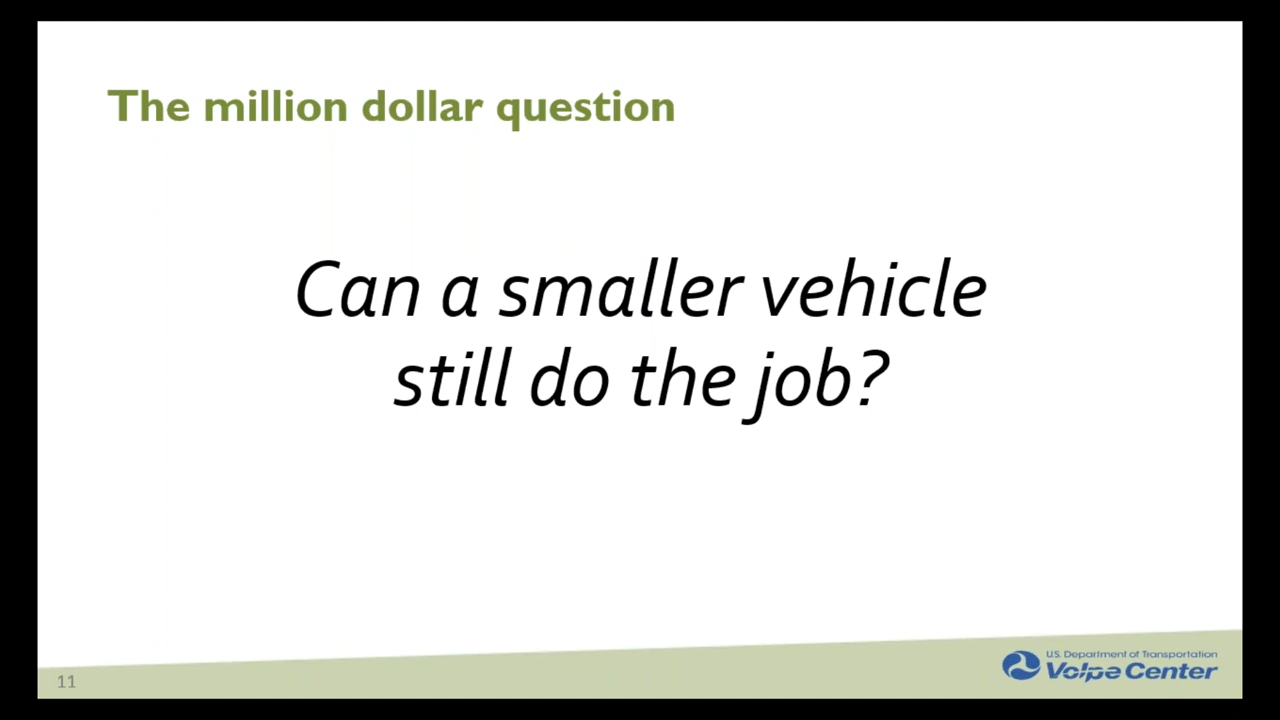 The million dollar question
Can a smaller vehicle
still do the job?
11
U.S. Department of Transportation
Volpe Center